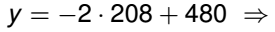 y = −2 · 208 + 480 ⇒